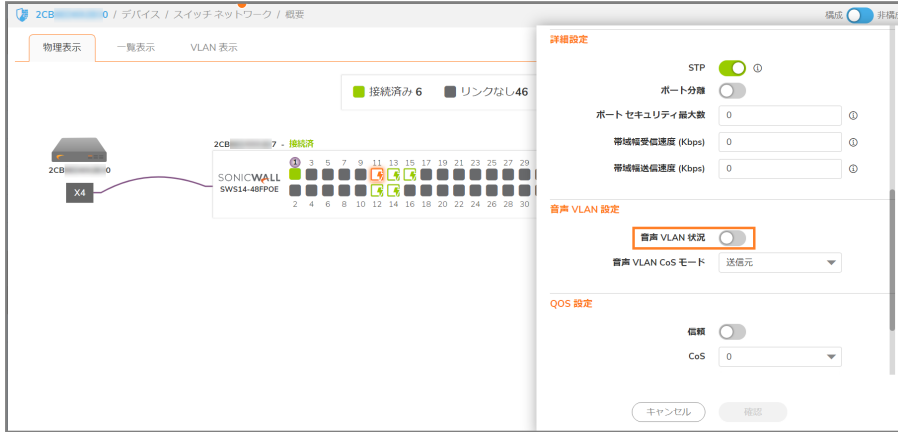 2CB 0 / デバイス / スイッチ ネットワーク / 概要
構成 非構成
物理表示 一覧表示 VLAN 表示
接続済み 6 リンクなし46
2CB 0
X4
2CB 7 - 接続済
1 3 5 7 9 11 13 15 17 19 21 23 25 27 29
SONICWALL
SWS14-48FPOE
2 4 6 8 10 12 14 16 18 20 22 24 26 28 30
詳細設定
STP
ポート分離
ポート セキュリティ最大数 0
帯域幅受信速度 (Kbps) 0
帯域幅送信速度 (Kbps) 0
音声 VLAN 設定
音声 VLAN 状況
音声 VLAN CoS モード 送信元
QOS 設定
信頼
CoS 0
キャンセル 確認